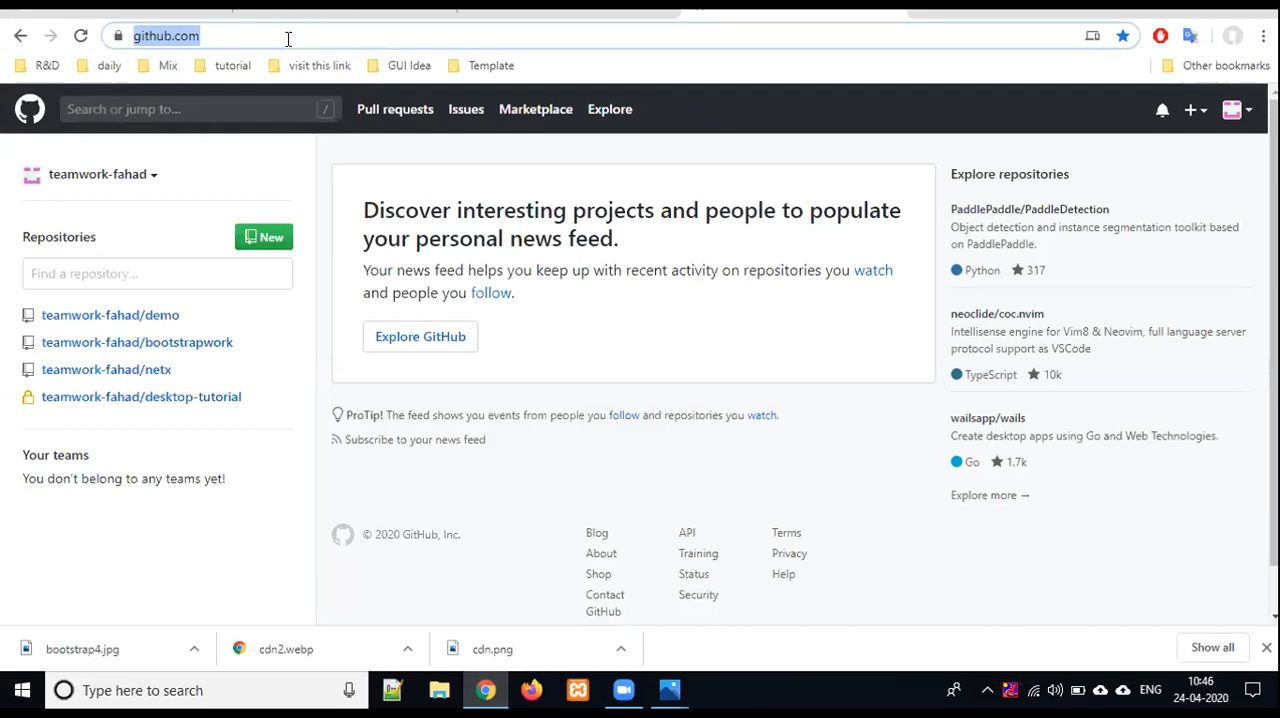 github.com
R&D
daily
Mix
tutorial
visit this link
GUI Idea
Template
Other bookmarks
Search or jump to...
/
Pull requests
Issues
Marketplace
Explore
teamwork-fahad
Repositories
New
Find a repository...
teamwork-fahad/demo
teamwork-fahad/bootstrapwork
teamwork-fahad/netx
teamwork-fahad/desktop-tutorial
Your teams
You don't belong to any teams yet!
Discover interesting projects and people to populate
your personal news feed.
Your news feed helps you keep up with recent activity on repositories you watch
and people you follow.
Explore GitHub
ProTip! The feed shows you events from people you follow and repositories you watch.
Subscribe to your news feed
© 2020 GitHub, Inc.
Blog
About
Shop
Contact
GitHub
API
Training
Status
Security
Terms
Privacy
Help
Explore repositories
PaddlePaddle/PaddleDetection
Object detection and instance segmentation toolkit based
on PaddlePaddle.
Python 317
neoclide/coc.nvim
Intellisense engine for Vim8 & Neovim, full language server
protocol support as VSCode
TypeScript 10k
wailsapp/wails
Create desktop apps using Go and Web Technologies.
Go 1.7k
Explore more →
bootstrap4.jpg
cdn2.webp
cdn.png
Show all
Type here to search
ENG
10:46
24-04-2020